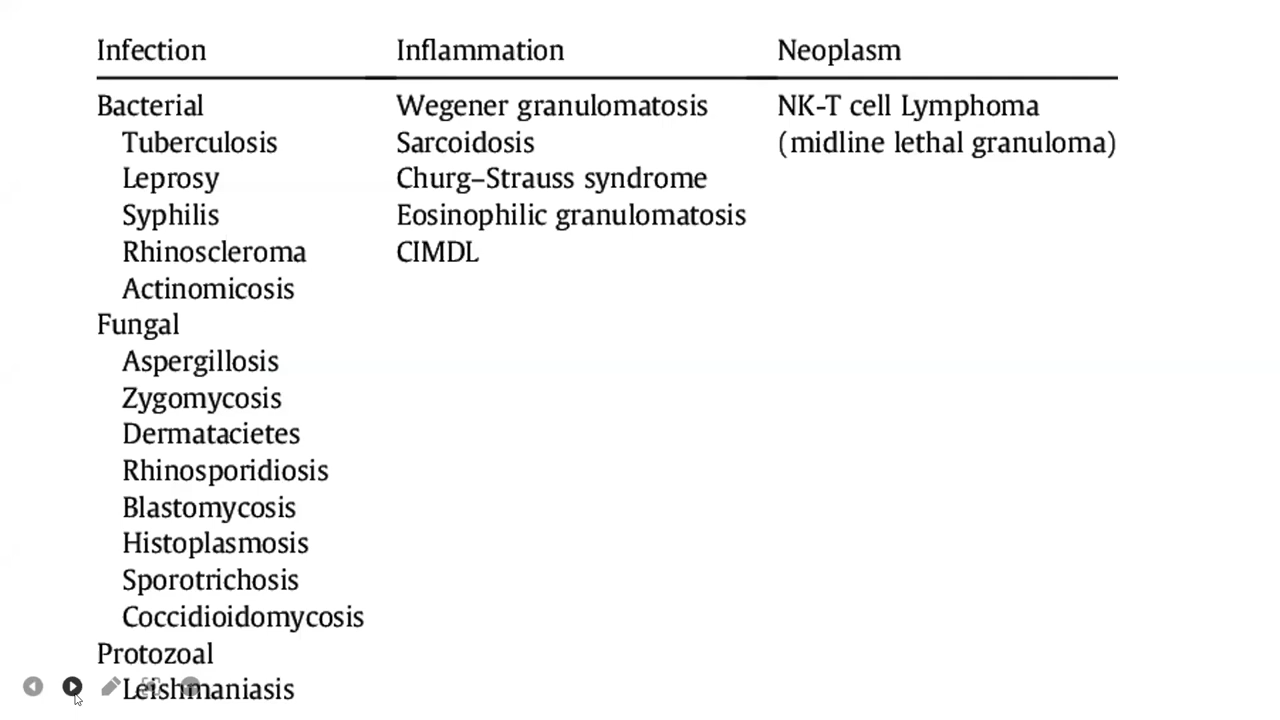 Infection Inflammation Neoplasm
Bacterial Wegener granulomatosis NK-T cell Lymphoma
Tuberculosis Sarcoidosis (midline lethal granuloma)
Leprosy Churg–Strauss syndrome
Syphilis Eosinophilic granulomatosis
Rhinoscleroma CIMDL
Actinomicosis
Fungal
Aspergillosis
Zygomycosis
Dermatacietes
Rhinosporidiosis
Blastomycosis
Histoplasmosis
Sporotrichosis
Coccidioidomycosis
Protozoal
Leishmaniasis